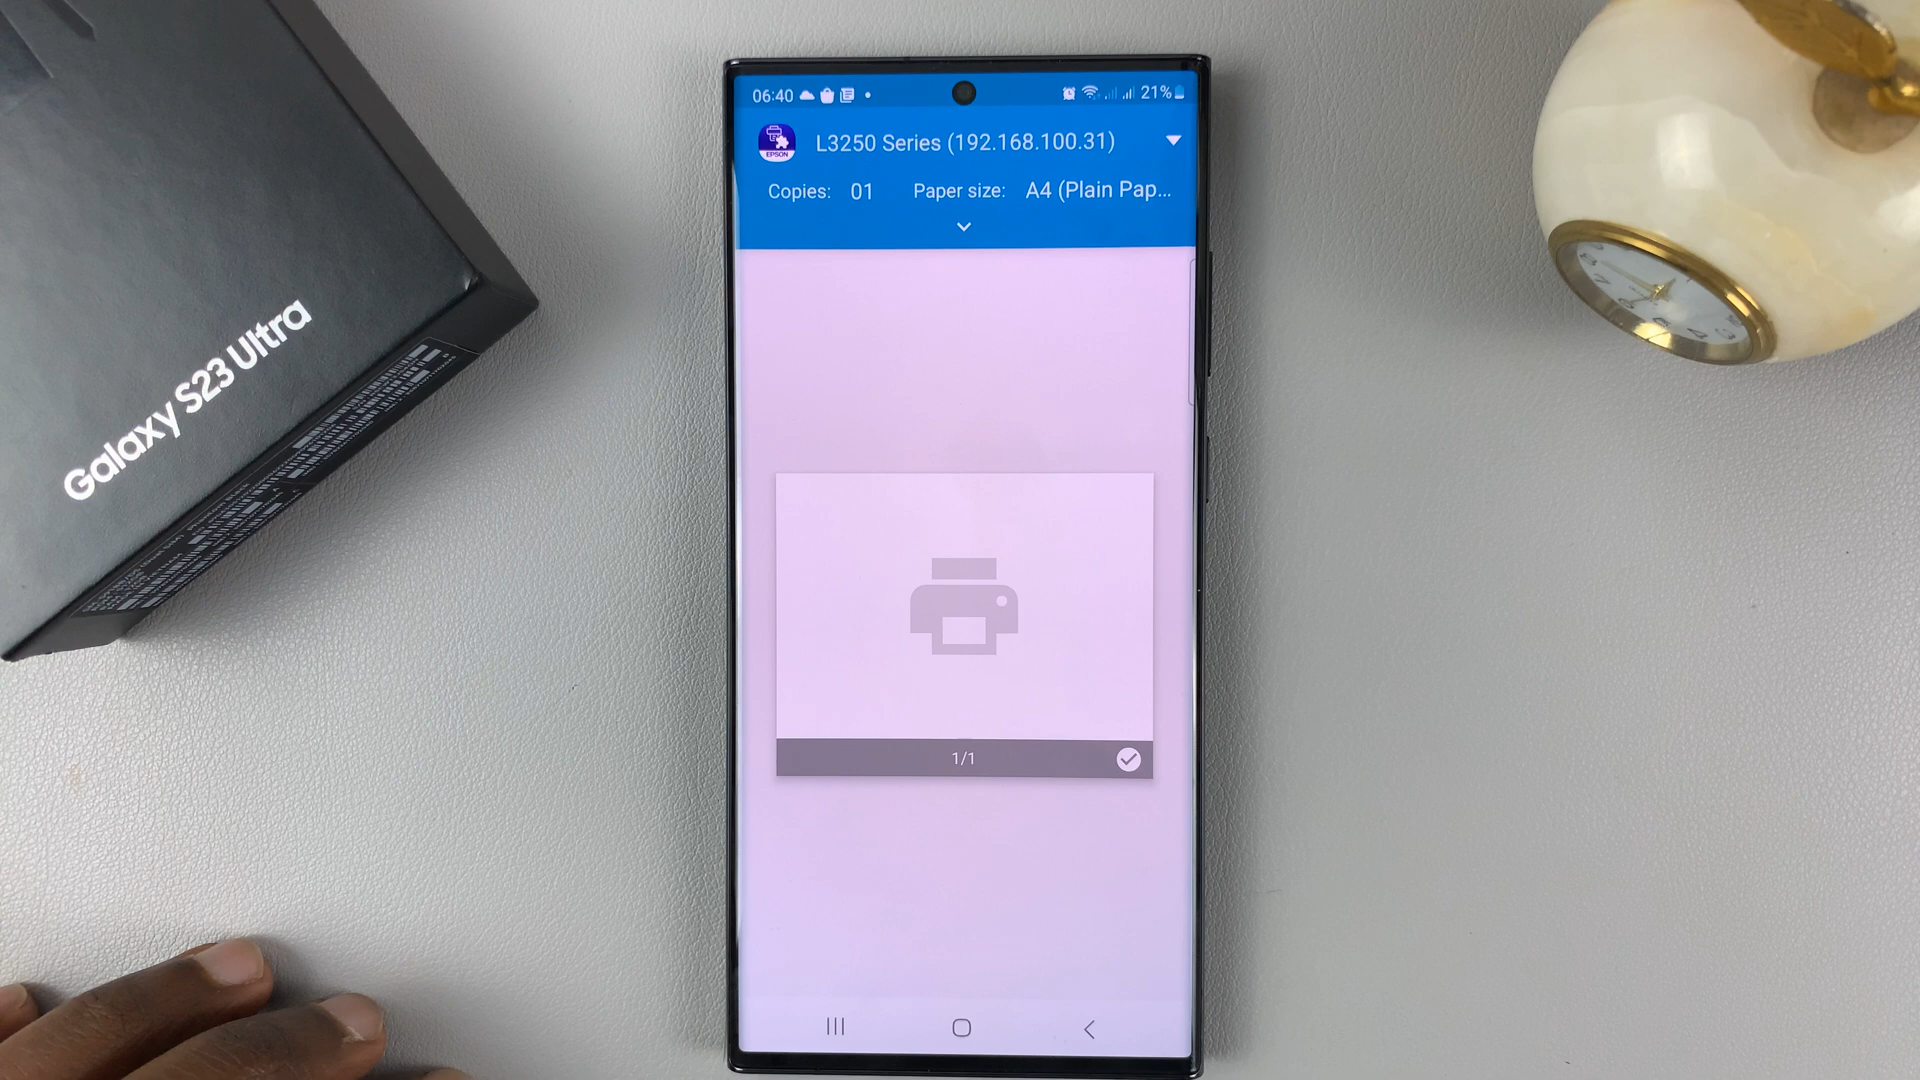 06:40
21%
EPSON
L3250 Series (192.168.100.31)
Copies: 01 Paper size: A4 (Plain Pap...
1/1
Galaxy S23 Ultra